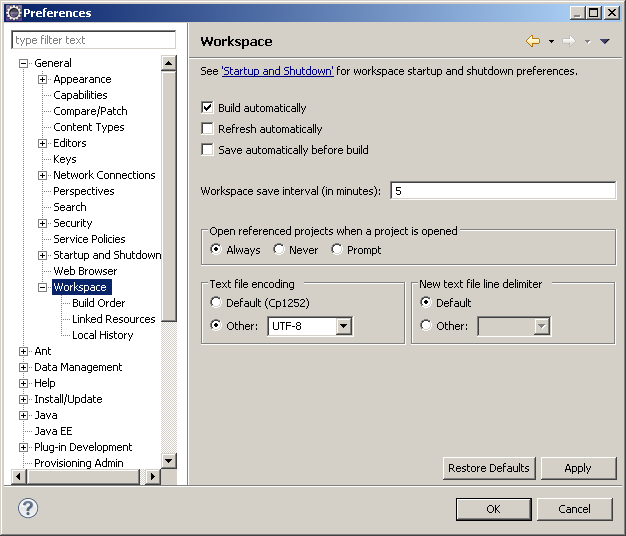 Preferences
type filter text
General
Appearance
Capabilities
Compare/Patch
Content Types
Editors
Keys
Network Connections
Perspectives
Search
Security
Service Policies
Startup and Shutdown
Web Browser
Workspace
Build Order
Linked Resources
Local History
Ant
Data Management
Help
Install/Update
Java
Java EE
Plug-in Development
Provisioning Admin
Workspace
See 'Startup and Shutdown' for workspace startup and shutdown preferences.
Build automatically
Refresh automatically
Save automatically before build
Workspace save interval (in minutes): 5
Open referenced projects when a project is opened
Always Never Prompt
Text file encoding
Default (Cp1252)
Other: UTF-8
New text file line delimiter
Default
Other:
Restore Defaults Apply
? OK Cancel